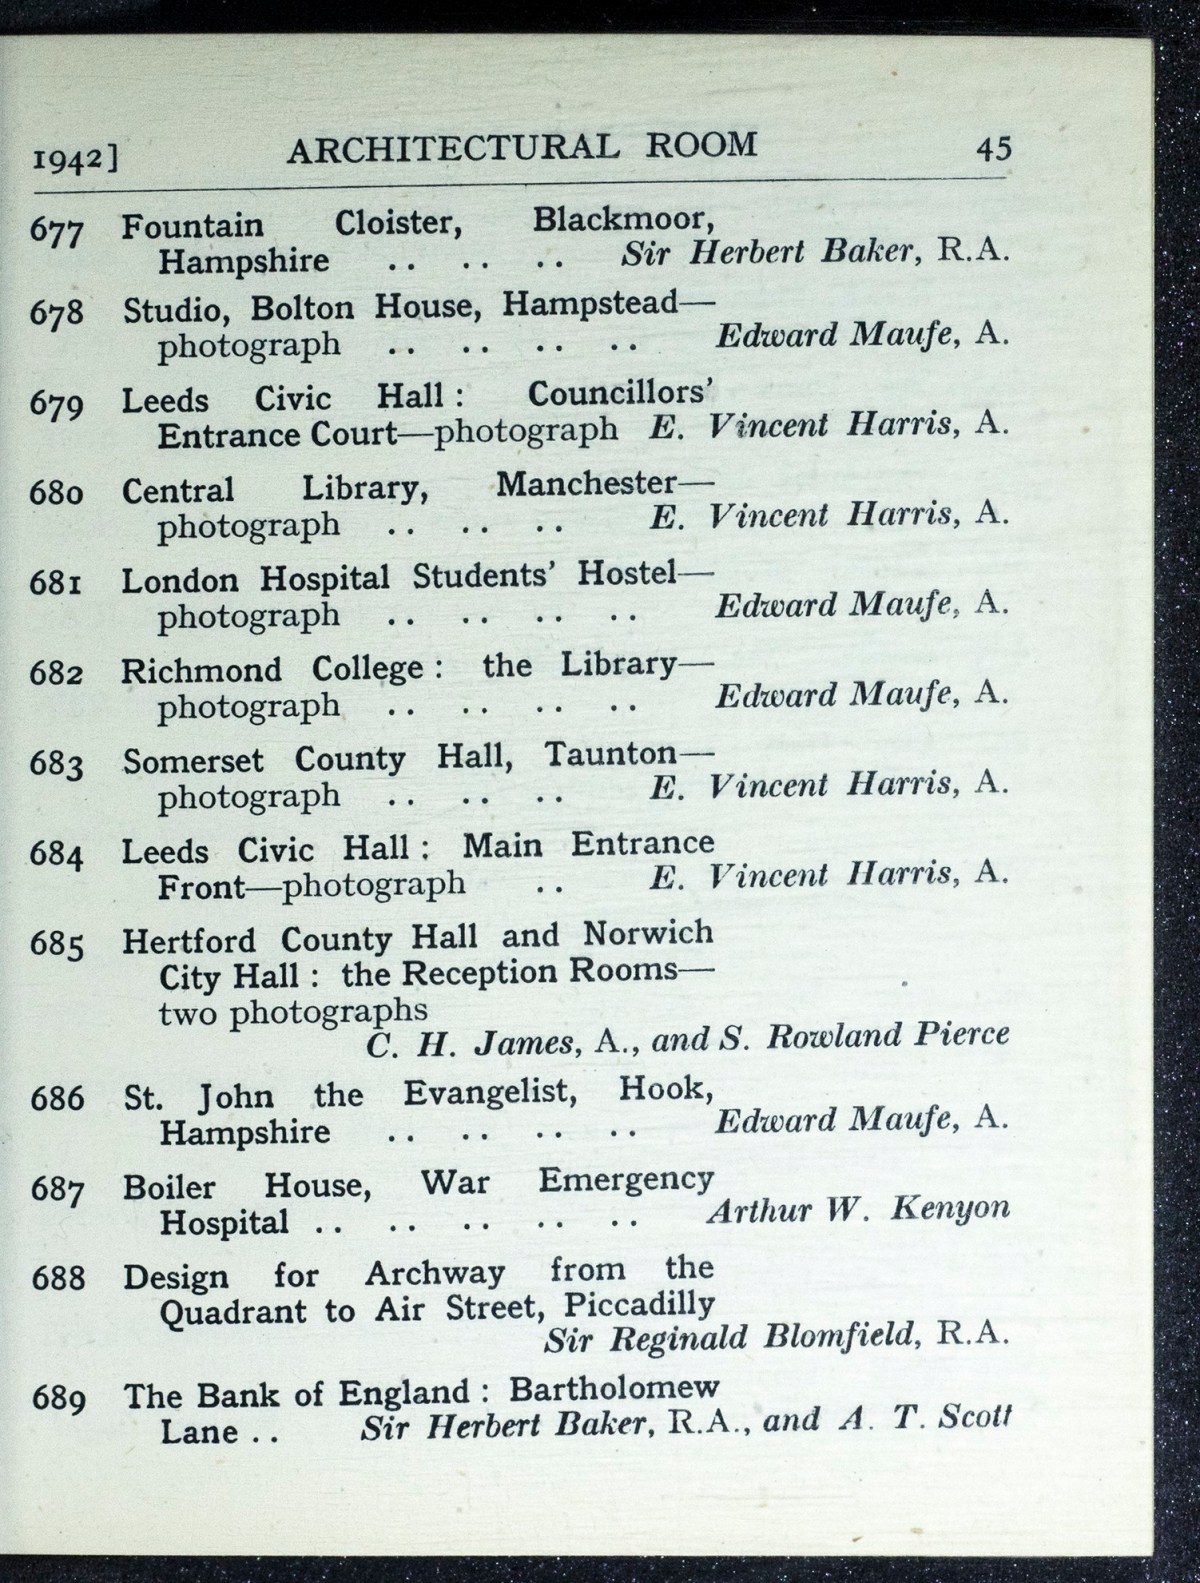 1942] ARCHITECTURAL ROOM 45
677 Fountain Cloister, Blackmoor,
Hampshire .. .. .. Sir Herbert Baker, R.A.
678 Studio, Bolton House, Hampstead—
photograph .. .. .. .. Edward Maufe, A.
679 Leeds Civic Hall : Councillors’
Entrance Court—photograph E. Vincent Harris, A.
680 Central Library, Manchester—
photograph .. .. .. E. Vincent Harris, A.
681 London Hospital Students’ Hostel—
photograph .. .. .. .. Edward Maufe, A.
682 Richmond College : the Library—
photograph .. .. .. .. Edward Maufe, A.
683 Somerset County Hall, Taunton—
photograph .. .. .. E. Vincent Harris, A.
684 Leeds Civic Hall : Main Entrance
Front—photograph .. E. Vincent Harris, A.
685 Hertford County Hall and Norwich
City Hall : the Reception Rooms—
two photographs
C. H. James, A., and S. Rowland Pierce
686 St. John the Evangelist, Hook,
Hampshire .. .. .. .. Edward Maufe, A.
687 Boiler House, War Emergency
Hospital .. .. .. .. .. Arthur W. Kenyon
688 Design for Archway from the
Quadrant to Air Street, Piccadilly
Sir Reginald Blomfield, R.A.
689 The Bank of England : Bartholomew
Lane .. Sir Herbert Baker, R.A., and A. T. Scott